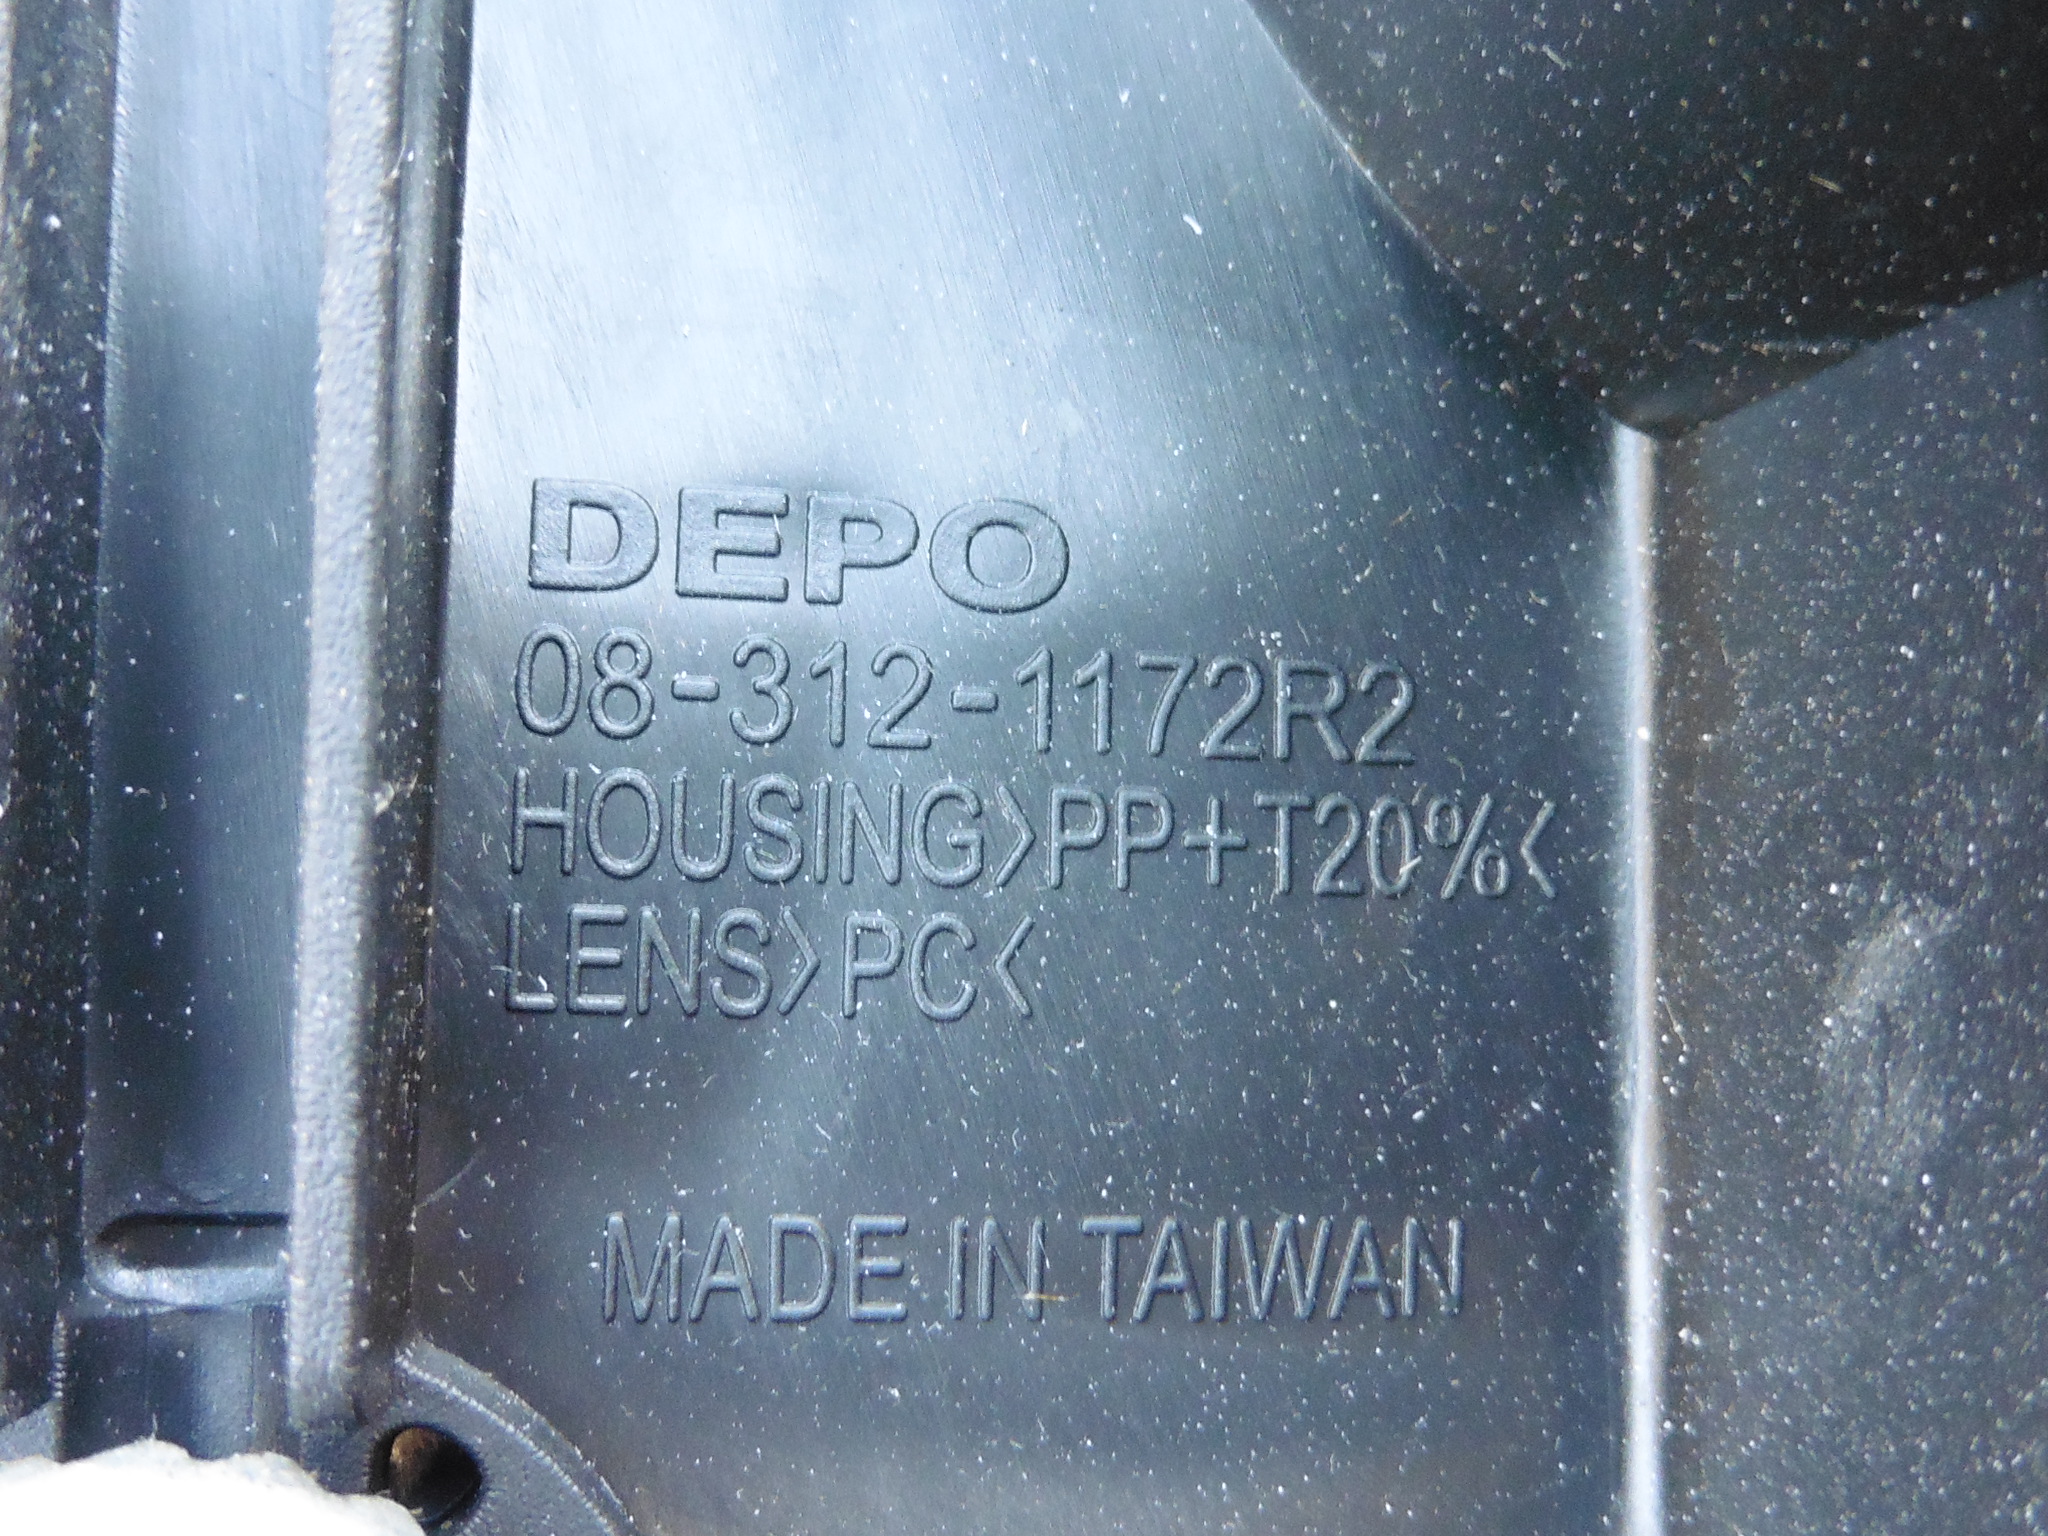 DEPO
08-312-1172R2
HOUSING>PP+T20%<
LENS>PC<
MADE IN TAIWAN